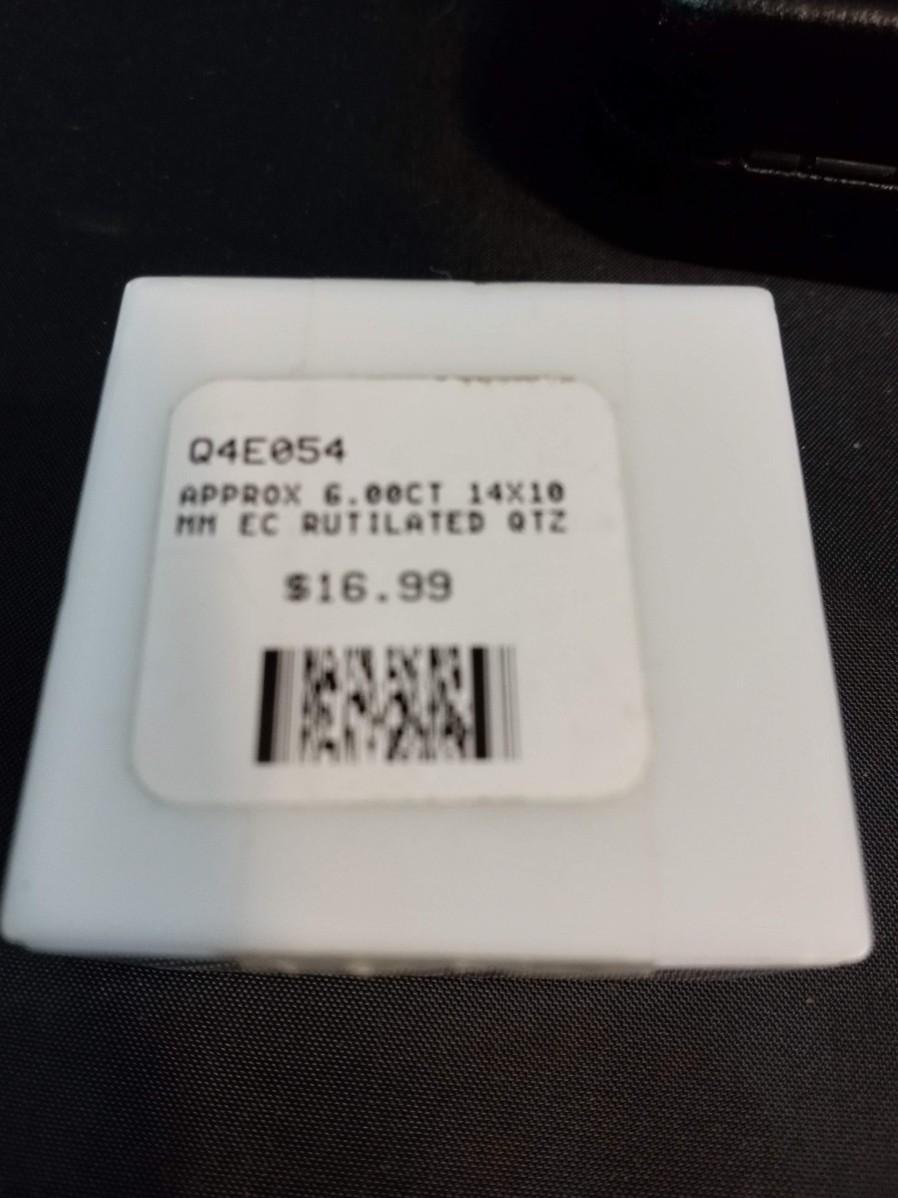 Q4E054
APPROX 6.00CT 14X10
MM EC RUTILATED QTZ
$16.99